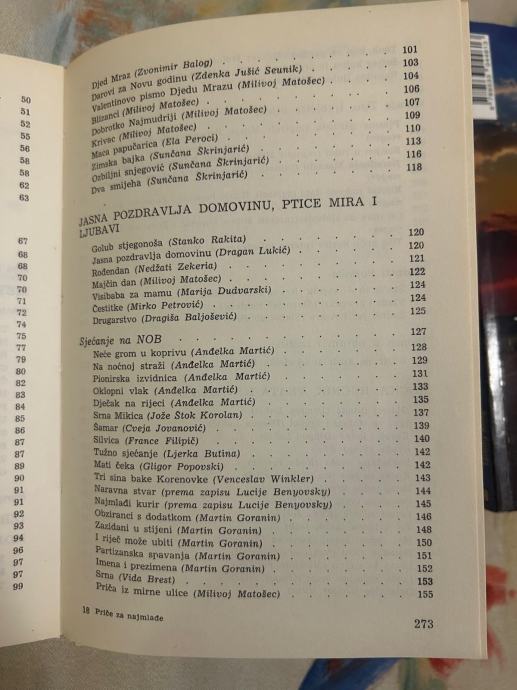 50
51
52
55
56
58
58
62
63
67
68
68
70
70
71
72
74
75
77
79
80
82
83
84
85
86
87
87
89
90
91
91
92
93
94
96
97
97
99
Djed Mraz (Zvonimir Balog) 101
Darovi za Novu godinu (Zdenka Jušić Seunik) 103
Valentinovo pismo Djedu Mrazu (Milivoj Matošec) 104
Blizanci (Milivoj Matošec) 106
Dobrotko Najmudriji (Milivoj Matošec) 107
Krivac (Milivoj Matošec) 109
Maca papučarica (Ela Peroci) 110
Zimska bajka (Sunčana Škrinjarić) 113
Ozbiljni snjegović (Sunčana Škrinjarić) 116
Dva smijeha (Sunčana Škrinjarić) 118
JASNA POZDRAVLJA DOMOVINU, PTICE MIRA I
LJUBAVI
Golub stjegonoša (Stanko Rakita) 120
Jasna pozdravlja domovinu (Dragan Lukić) 120
Rođendan (Nedžati Zekeria) 121
Majčin dan (Milivoj Matošec) 122
Visibaba za mamu (Marija Dudvarski) 124
Čestitke (Mirko Petrović) 124
Drugarstvo (Dragiša Baljošević) 125
Sjećanje na NOB 127
Neće grom u koprivu (Anđelka Martić) 128
Na noćnoj straži (Anđelka Martić) 129
Pionirska izvidnica (Anđelka Martić) 131
Oklopni vlak (Anđelka Martić) 133
Dječak na rijeci (Anđelka Martić) 135
Srna Mikica (Jože Štok Korolan) 137
Šamar (Cveja Jovanović) 139
Silvica (France Filipič) 140
Tužno sjećanje (Ljerka Butina) 142
Mati čeka (Gligor Popovski) 142
Tri sina bake Korenovke (Venceslav Winkler) 143
Naravna stvar (prema zapisu Lucije Benyovsky) 144
Najmlađi kurir (prema zapisu Lucije Benyovsky) 145
Obziranci s dodatkom (Martin Goranin) 146
Zazidani u stijeni (Martin Goranin) 148
I riječ može ubiti (Martin Goranin) 150
Partizanska spavanja (Martin Goranin) 151
Imena i prezimena (Martin Goranin) 152
Srna (Vida Brest) 153
Priča iz mirne ulice (Milivoj Matošec) 155
18 Priče za najmlađe
273